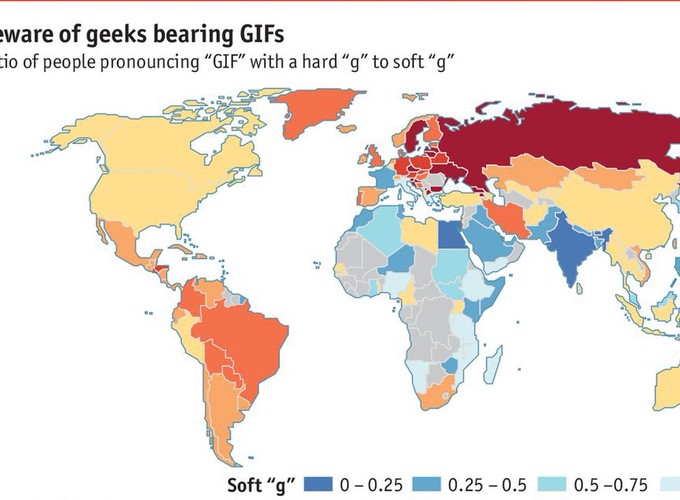 eware of geeks bearing GIFs
tio of people pronouncing “GIF” with a hard “g” to soft “g”
Soft “g” 0 – 0.25 0.25 – 0.5 0.5 –0.75